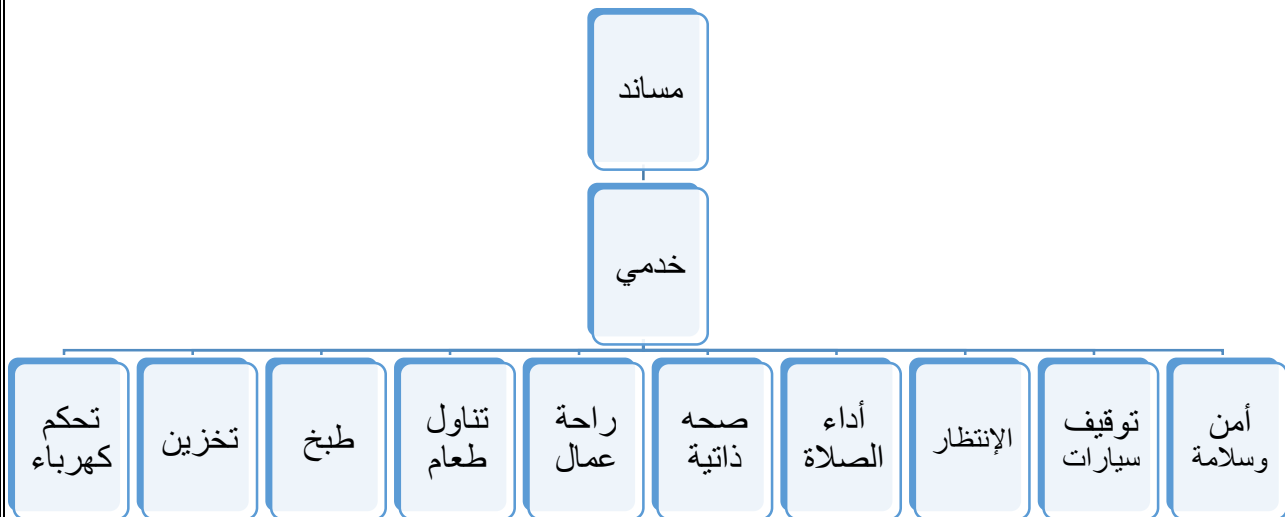 مساند
خدمي
أمن
وسلامة
توقيف
سيارات
الإنتظار
أداء
الصلاة
صحه
ذاتية
راحة
عمال
تناول
طعام
طبخ
تخزين
تحكم
كهرباء